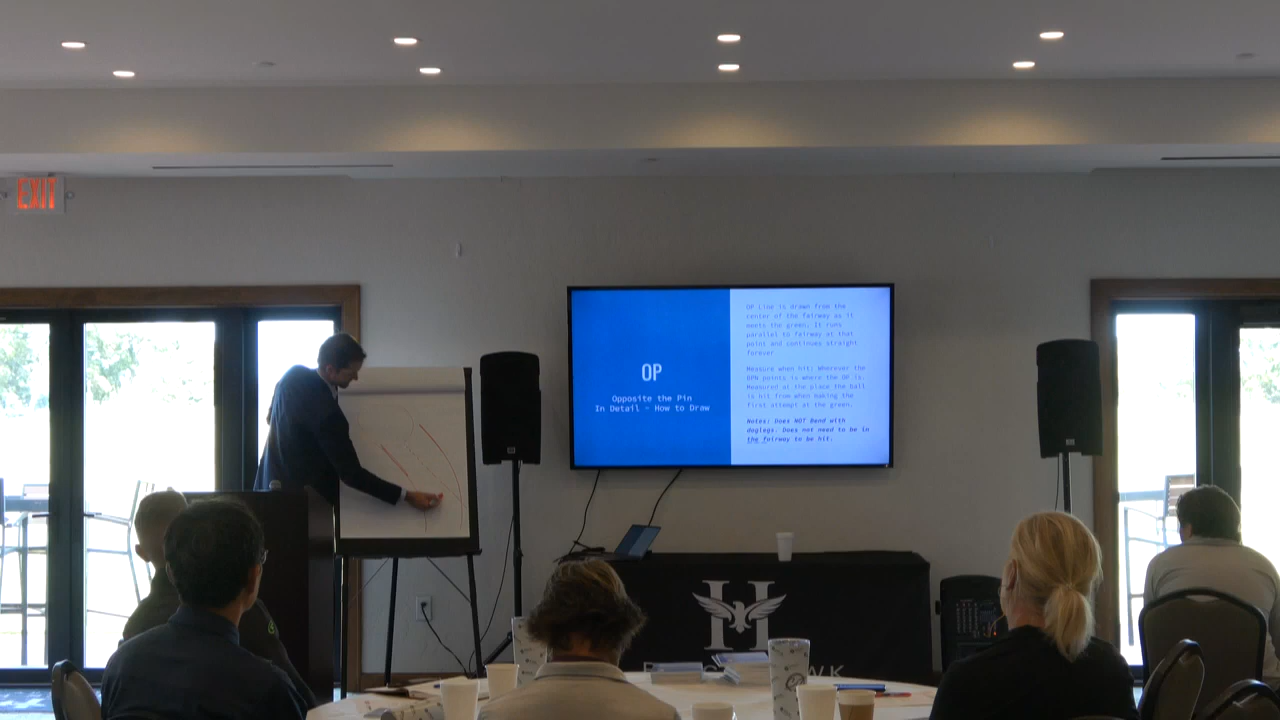 EXIT
OP
Opposite the Pin
In Detail - How to Draw
OP Line is drawn from the
center of the fairway as it
meets the green. It runs
parallel to fairway at that
point and continues straight
forever
Measure when hit: Wherever the
points is where the OP is.
Measured at the place the ball
is hit from when making the
first attempt at the green.
Notes: Does NOT Bend with
doglegs. Does not need to be in
the fairway to be hit.
H